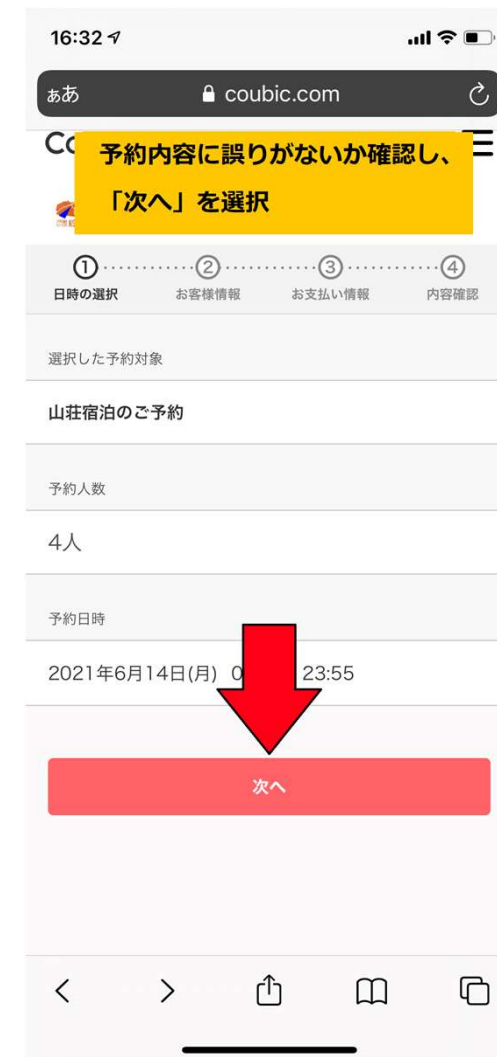 16:32
ああ coubic.com
予約内容に誤りがないか確認し、
「次へ」を選択
① ② ③ ④
日時の選択 お客様情報 お支払い情報 内容確認
選択した予約対象
山荘宿泊のご予約
予約人数
4人
予約日時
2021年6月14日(月) 23:55
次へ